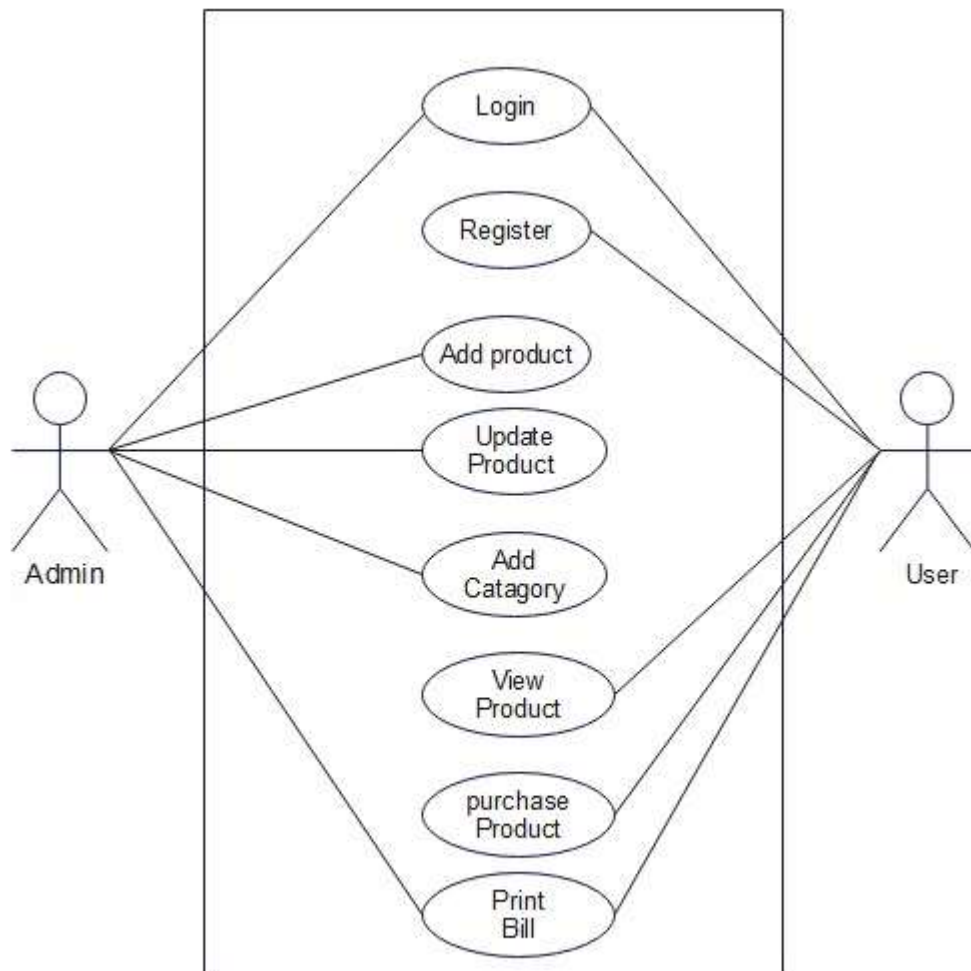 Login
Register
Add product
Update
Product
Add
Catagory
Admin
User
View
Product
purchase
Product
Print
Bill